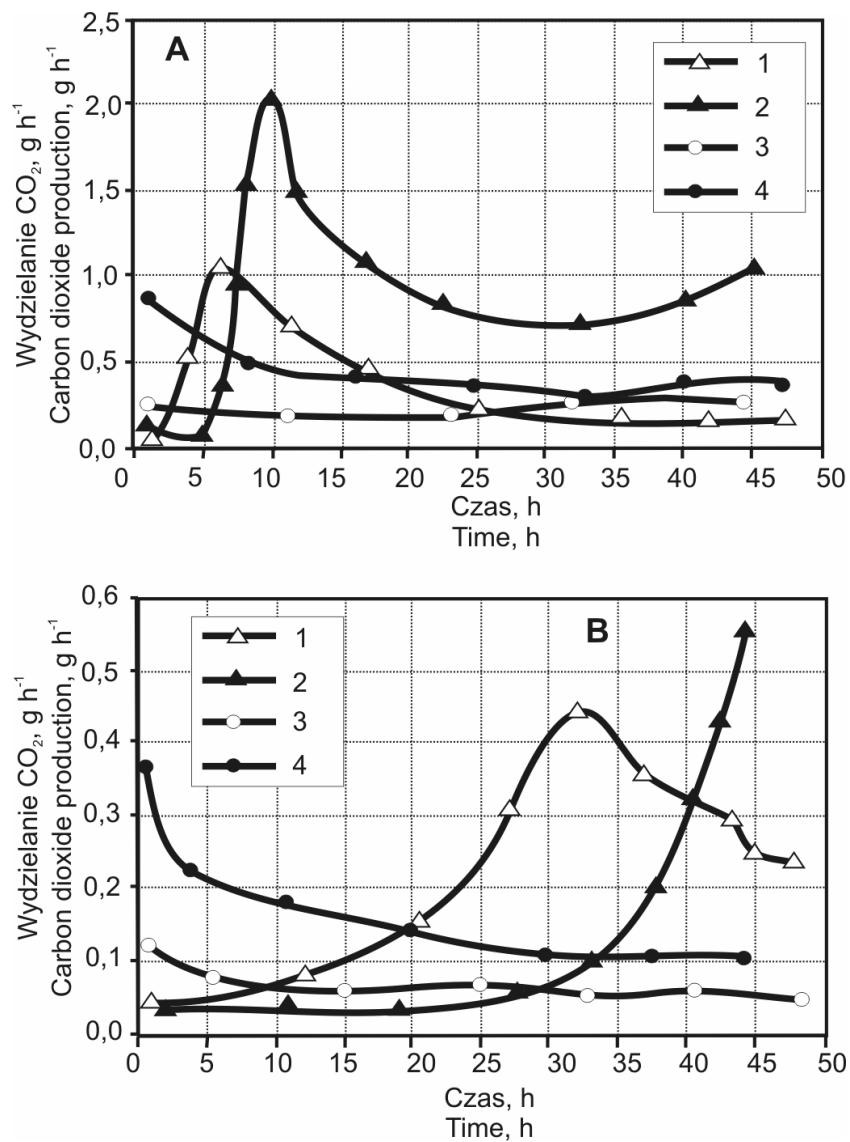 A
Wydzielanie CO₂, g h⁻¹
Carbon dioxide production, g h⁻¹
2,5
2,0
1,5
1,0
0,5
0,0
1
2
3
4
0 5 10 15 20 25 30 35 40 45 50
Czas, h
Time, h
B
Wydzielanie CO₂, g h⁻¹
Carbon dioxide production, g h⁻¹
0,6
0,5
0,4
0,3
0,2
0,1
0,0
1
2
3
4
0 5 10 15 20 25 30 35 40 45 50
Czas, h
Time, h